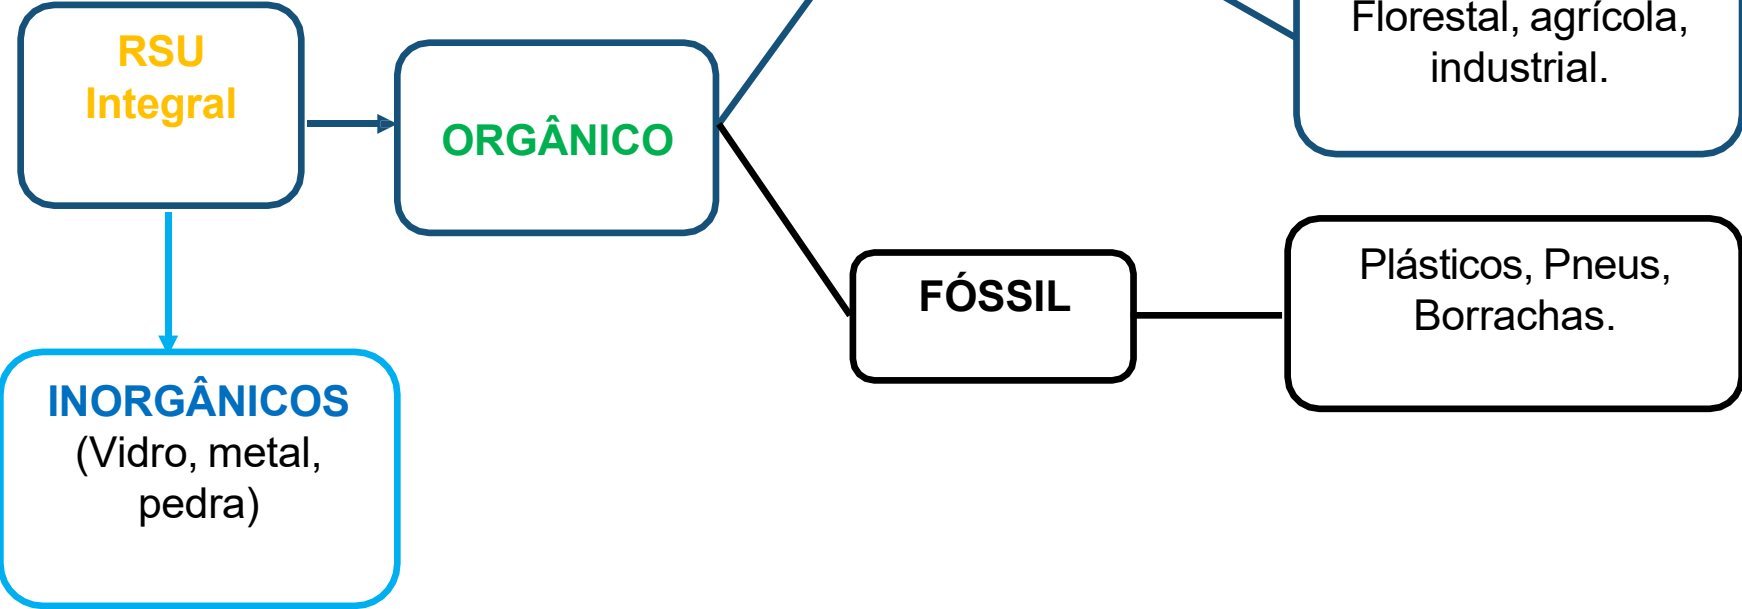 Florestal, agrícola,
industrial.
RSU
Integral
ORGÂNICO
FÓSSIL
Plásticos, Pneus,
Borrachas.
INORGÂNICOS
(Vidro, metal,
pedra)